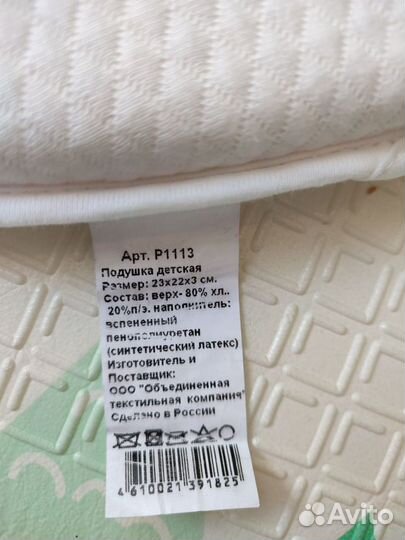 Арт. Р1113
Подушка детская
Размер: 23х22х3 см.
Состав: верх- 80% хл..
20%п/э. наполнитель:
вспененный
пенополиуретан
(синтетический латекс)
Изготовитель и
Поставщик:
ООО "Объединенная
текстильная компания"
Сделано в России
4610021391825
Avito